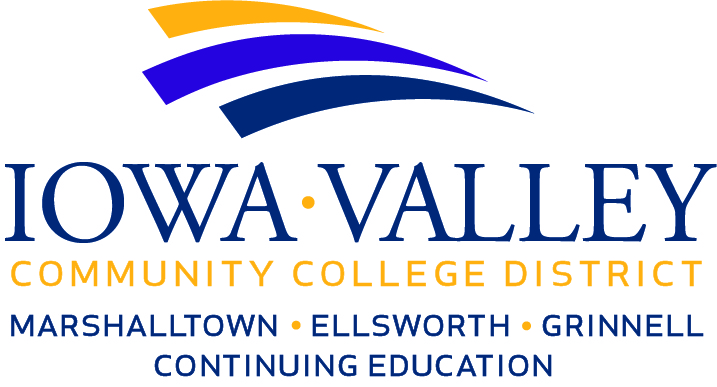 IOWA · VALLEY
COMMUNITY COLLEGE DISTRICT
MARSHALLTOWN • ELLSWORTH • GRINNELL
CONTINUING EDUCATION